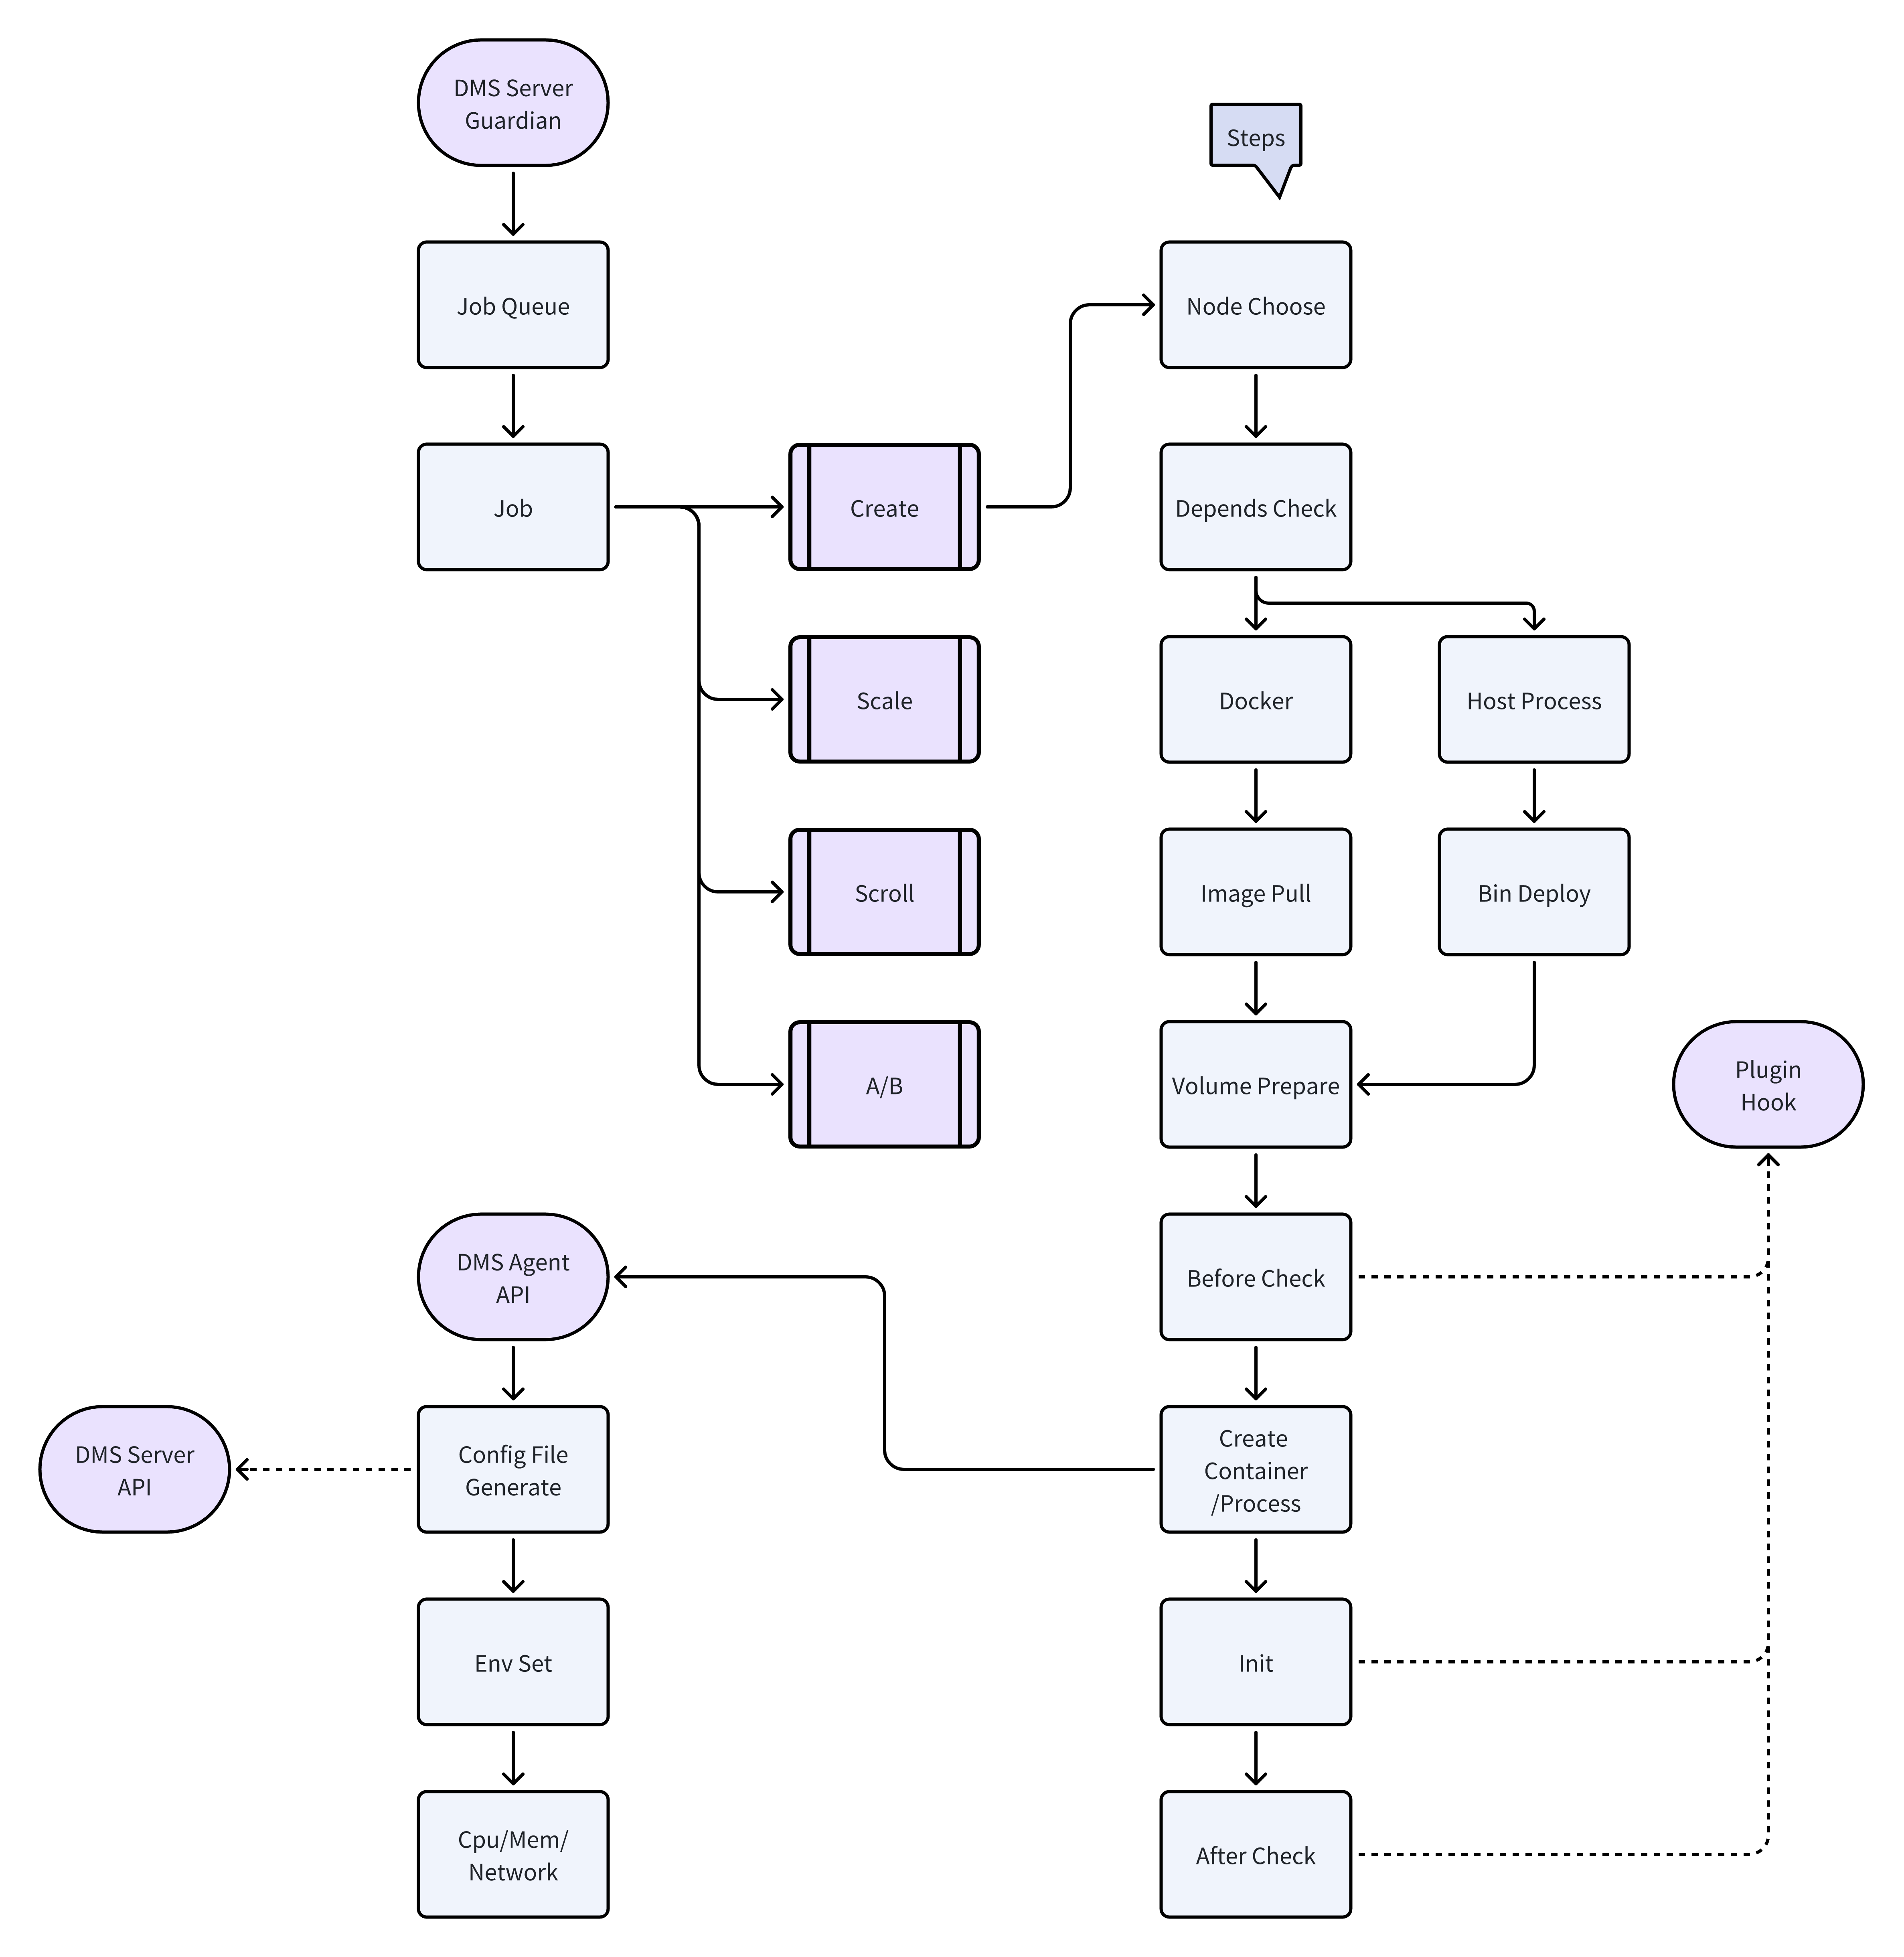 DMS Server
Guardian
Steps
Job Queue
Node Choose
Job
Create
Depends Check
Scale
Docker
Host Process
Scroll
Image Pull
Bin Deploy
A/B
Volume Prepare
Plugin
Hook
DMS Agent
API
Before Check
DMS Server
API
Config File
Generate
Create
Container
/Process
Env Set
Init
Cpu/Mem/
Network
After Check